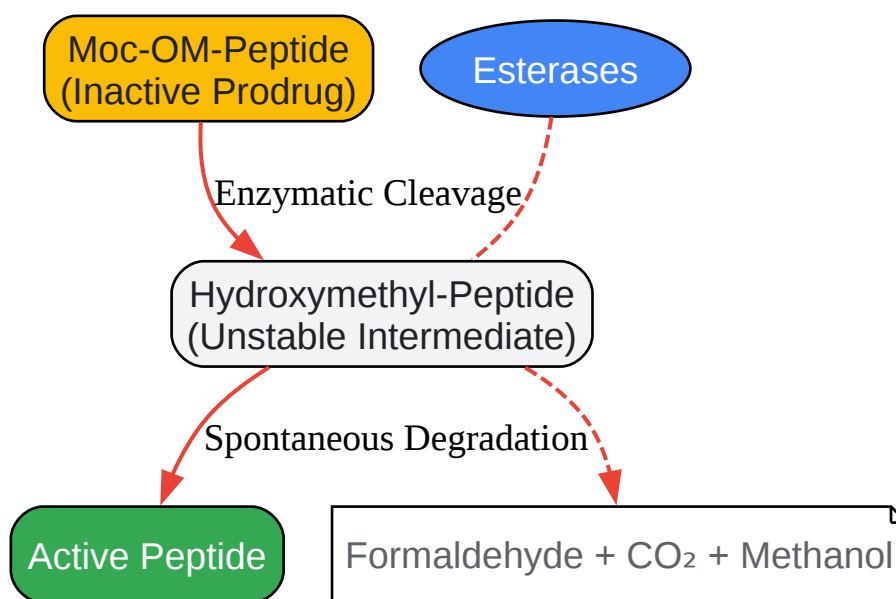 Moc-OM-Peptide
(Inactive Prodrug)
Esterases
Enzymatic Cleavage
Hydroxymethyl-Peptide
(Unstable Intermediate)
Spontaneous Degradation
Active Peptide
Formaldehyde + CO₂ + Methanol